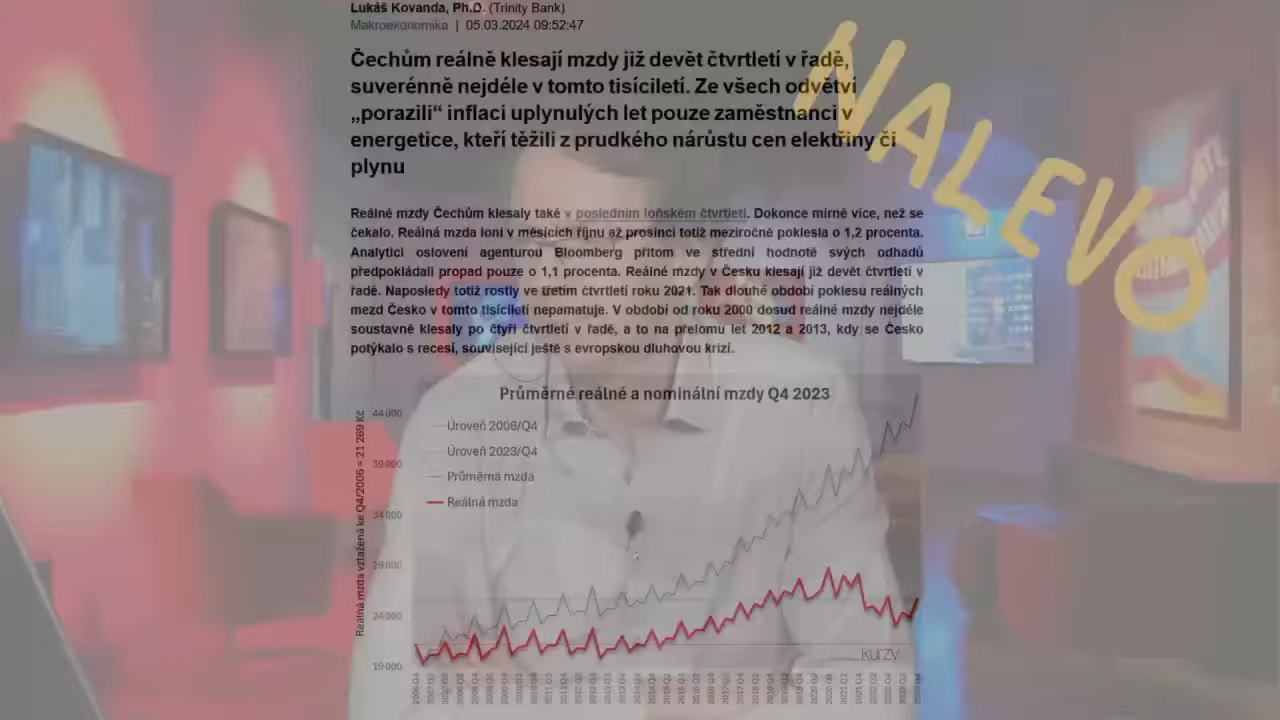 Lukáš Kovanda, Ph.D. (Trinity Bank)
Makroekonomika | 05.03.2024 09:52:47
Čechům reálně klesají mzdy již devět čtvrtletí v řadě,
suverénně nejdéle v tomto tisíciletí. Ze všech odvětví
„porazili“ inflaci uplynulých let pouze zaměstnanci v
energetice, kteří těžili z prudkého nárůstu cen elektřiny či
plynu
NALEVO
Reálné mzdy Čechům klesaly také v posledním loňském čtvrtletí. Dokonce mírně více, než se
čekalo. Reálná mzda loni v měsících říjnu až prosinci totiž meziročně poklesla o 1,2 procenta.
Analytici oslovení agenturou Bloomberg přitom ve střední hodnotě svých odhadů
předpokládali propad pouze o 1,1 procenta. Reálné mzdy v Česku klesají již devět čtvrtletí v
řadě. Naposledy totiž rostly ve třetím čtvrtletí roku 2021. Tak dlouhé období poklesu reálných
mezd Česko v tomto tisíciletí nepamatuje. V období od roku 2000 dosud reálné mzdy nejdéle
soustavně klesaly po čtyři čtvrtletí v řadě, a to na přelomu let 2012 a 2013, kdy se Česko
potýkalo s recesí, související ještě s evropskou dluhovou krizí.
Průměrné reálné a nominální mzdy Q4 2023
Reálná mzda vztažená ke Q4/2006 = 21 269 Kč
44 000
39 000
34 000
29 000
24 000
19 000
Úroveň 2006/Q4
Úroveň 2023/Q4
Průměrná mzda
Reálná mzda
kurzy